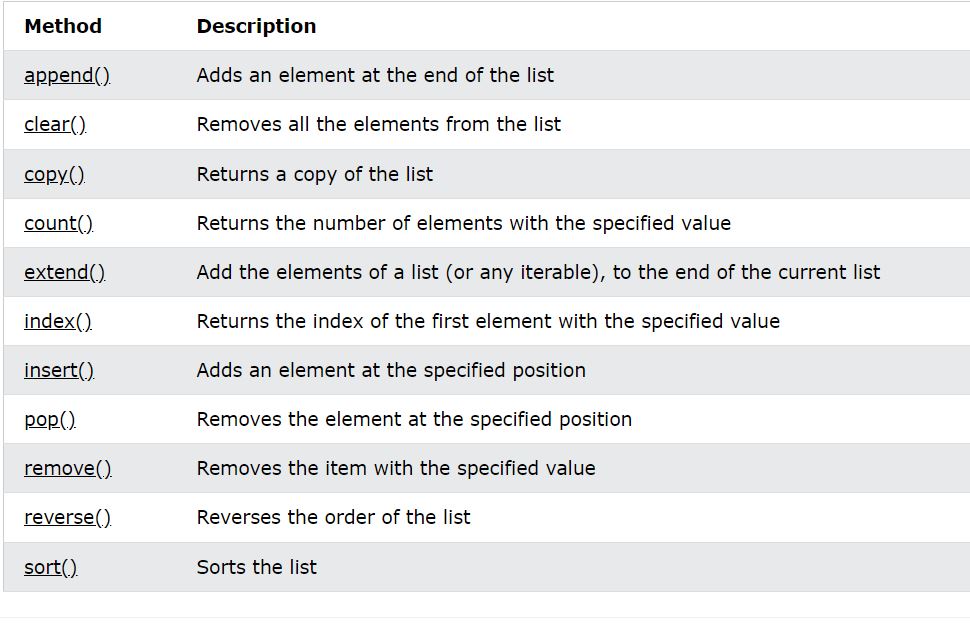 Method Description
append() Adds an element at the end of the list
clear() Removes all the elements from the list
copy() Returns a copy of the list
count() Returns the number of elements with the specified value
extend() Add the elements of a list (or any iterable), to the end of the current list
index() Returns the index of the first element with the specified value
insert() Adds an element at the specified position
pop() Removes the element at the specified position
remove() Removes the item with the specified value
reverse() Reverses the order of the list
sort() Sorts the list